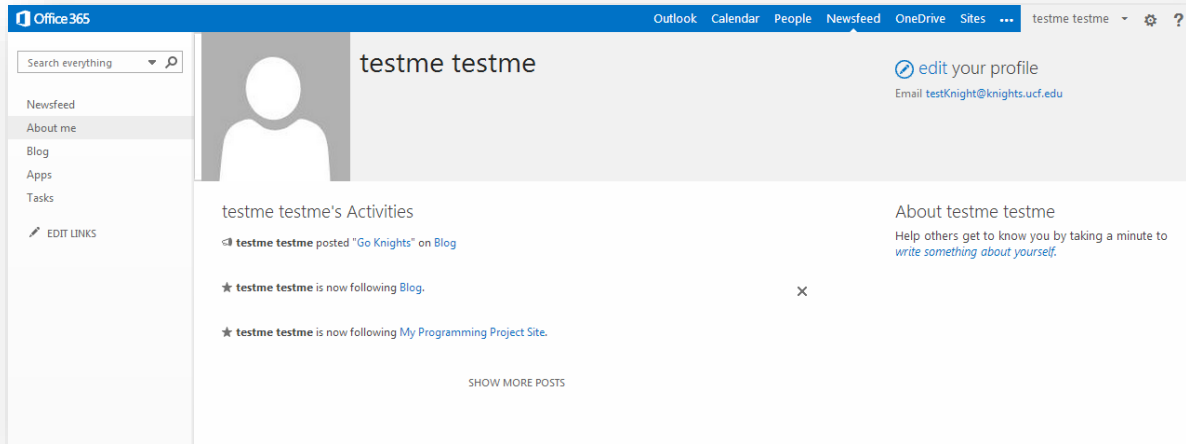 Office 365
Outlook Calendar People Newsfeed OneDrive Sites ••• testme testme ?
Search everything
Newsfeed
About me
Blog
Apps
Tasks
EDIT LINKS
testme testme
edit your profile
Email testKnight@knights.ucf.edu
testme testme's Activities
testme testme posted "Go Knights" on Blog
testme testme is now following Blog.
testme testme is now following My Programming Project Site.
SHOW MORE POSTS
About testme testme
Help others get to know you by taking a minute to
write something about yourself.